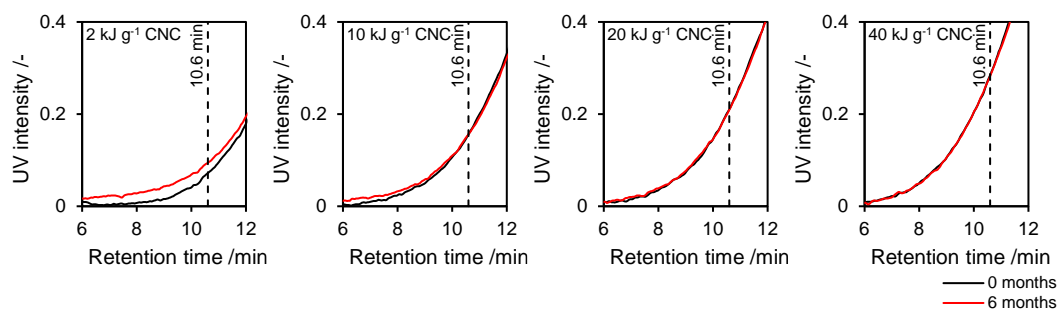 0.4
2 kJ g⁻¹ CNC
10.6 min
0.2
0
UV intensity /-
6
8
10
12
Retention time /min
0.4
10 kJ g⁻¹ CNC
10.6 min
0.2
0
UV intensity /-
6
8
10
12
Retention time /min
0.4
20 kJ g⁻¹ CNC
10.6 min
0.2
0
UV intensity /-
6
8
10
12
Retention time /min
0.4
40 kJ g⁻¹ CNC
10.6 min
0.2
0
UV intensity /-
6
8
10
12
Retention time /min
0 months
6 months